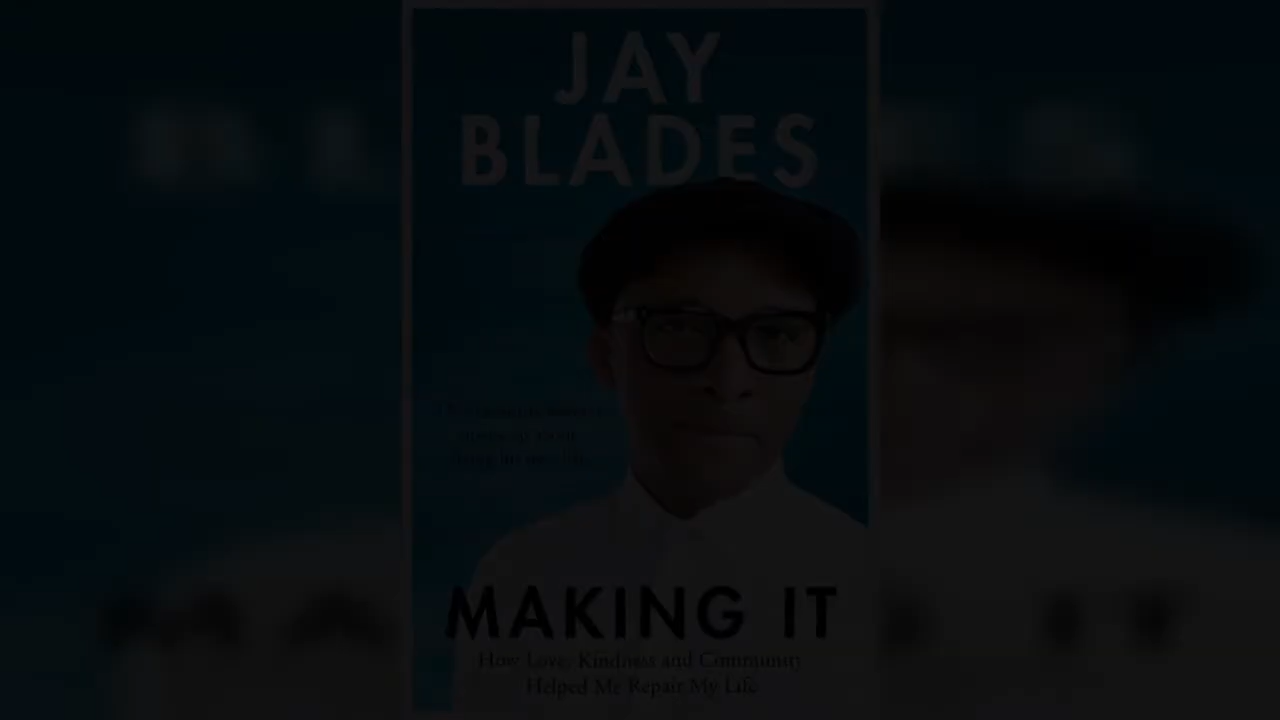 JAY
BLADES
MAKING IT
How Love, Kindness and Community
Helped Me Repair My Life